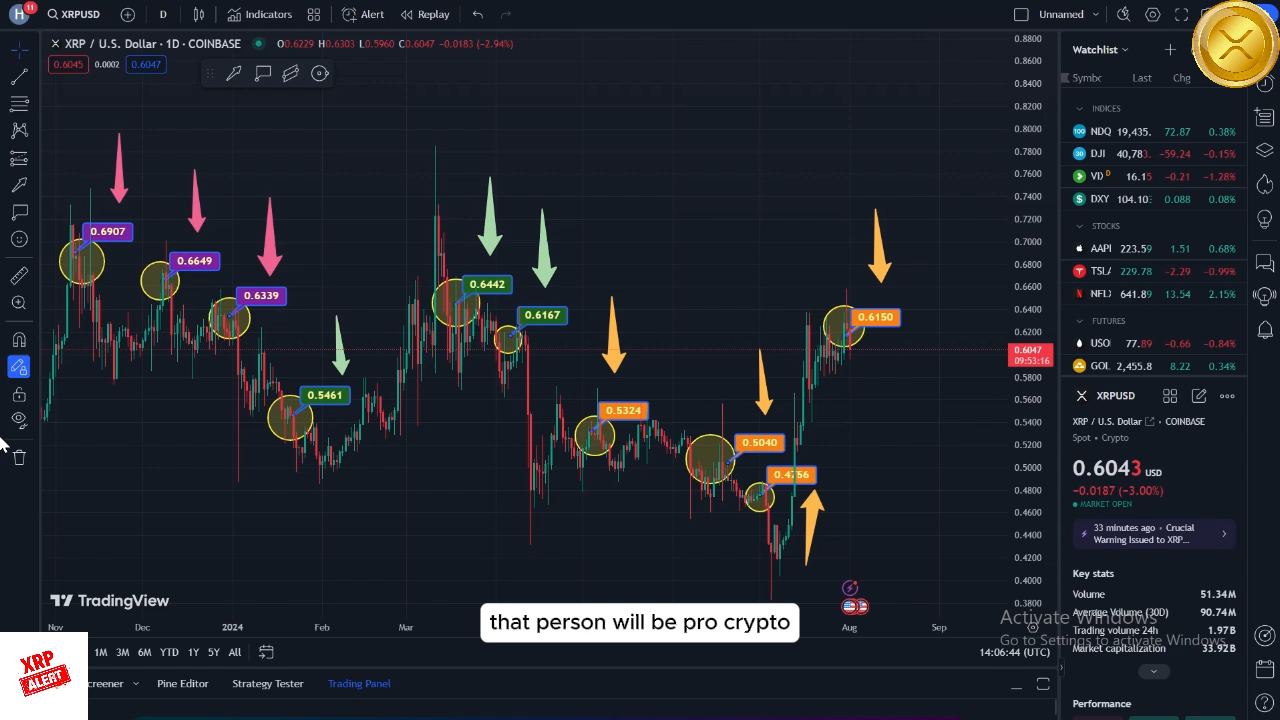 H 11 XRPUSD D Indicators Alert Replay Unnamed
XRP / U.S. Dollar · 1D · COINBASE O0.6229 H0.6303 L0.5960 C0.6047 -0.0183 (-2.94%)
0.6045 0.0002 0.6047
0.8800
0.8600
0.8400
0.8200
0.8000
0.7800
0.7600
0.7400
0.7200
0.7000
0.6800
0.6600
0.6400
0.6200
0.6047
09:53:16
0.5800
0.5600
0.5400
0.5200
0.5000
0.4800
0.4600
0.4400
0.4200
0.4000
0.3800
0.6907
0.6649
0.6339
0.5461
0.6442
0.6167
0.5324
0.5040
0.4756
0.6150
TradingView
Nov Dec 2024 Feb Mar Aug Sep
that person will be pro crypto
XRP
ALERT
1M 3M 6M YTD 1Y 5Y All
14:06:44 (UTC)
creener Pine Editor Strategy Tester Trading Panel
Watchlist
Symbc Last Chg
INDICES
NDQ 19,435. 72.87 0.38%
DJI 40,783. -59.24 -0.15%
VD D 16.15 -0.21 -1.28%
DXY 104.10 0.088 0.08%
STOCKS
AAPL 223.59 1.51 0.68%
TSLA 229.78 -2.29 -0.99%
NFL 641.89 13.54 2.15%
FUTURES
USO 77.89 -0.66 -0.84%
GOL 2,455.8 8.22 0.34%
XRPUSD
XRP / U.S. Dollar COINBASE
Spot • Crypto
0.6043 USD
-0.0187 (-3.00%)
MARKET OPEN
33 minutes ago • Crucial
Warning Issued to XRP...
Key stats
Volume 51.34M
Average Volume (30D) 90.74M
Trading volume 24h 1.97B
Market capitalization 33.92B
Activate Windows
Go to Settings to activate Windows.
Performance